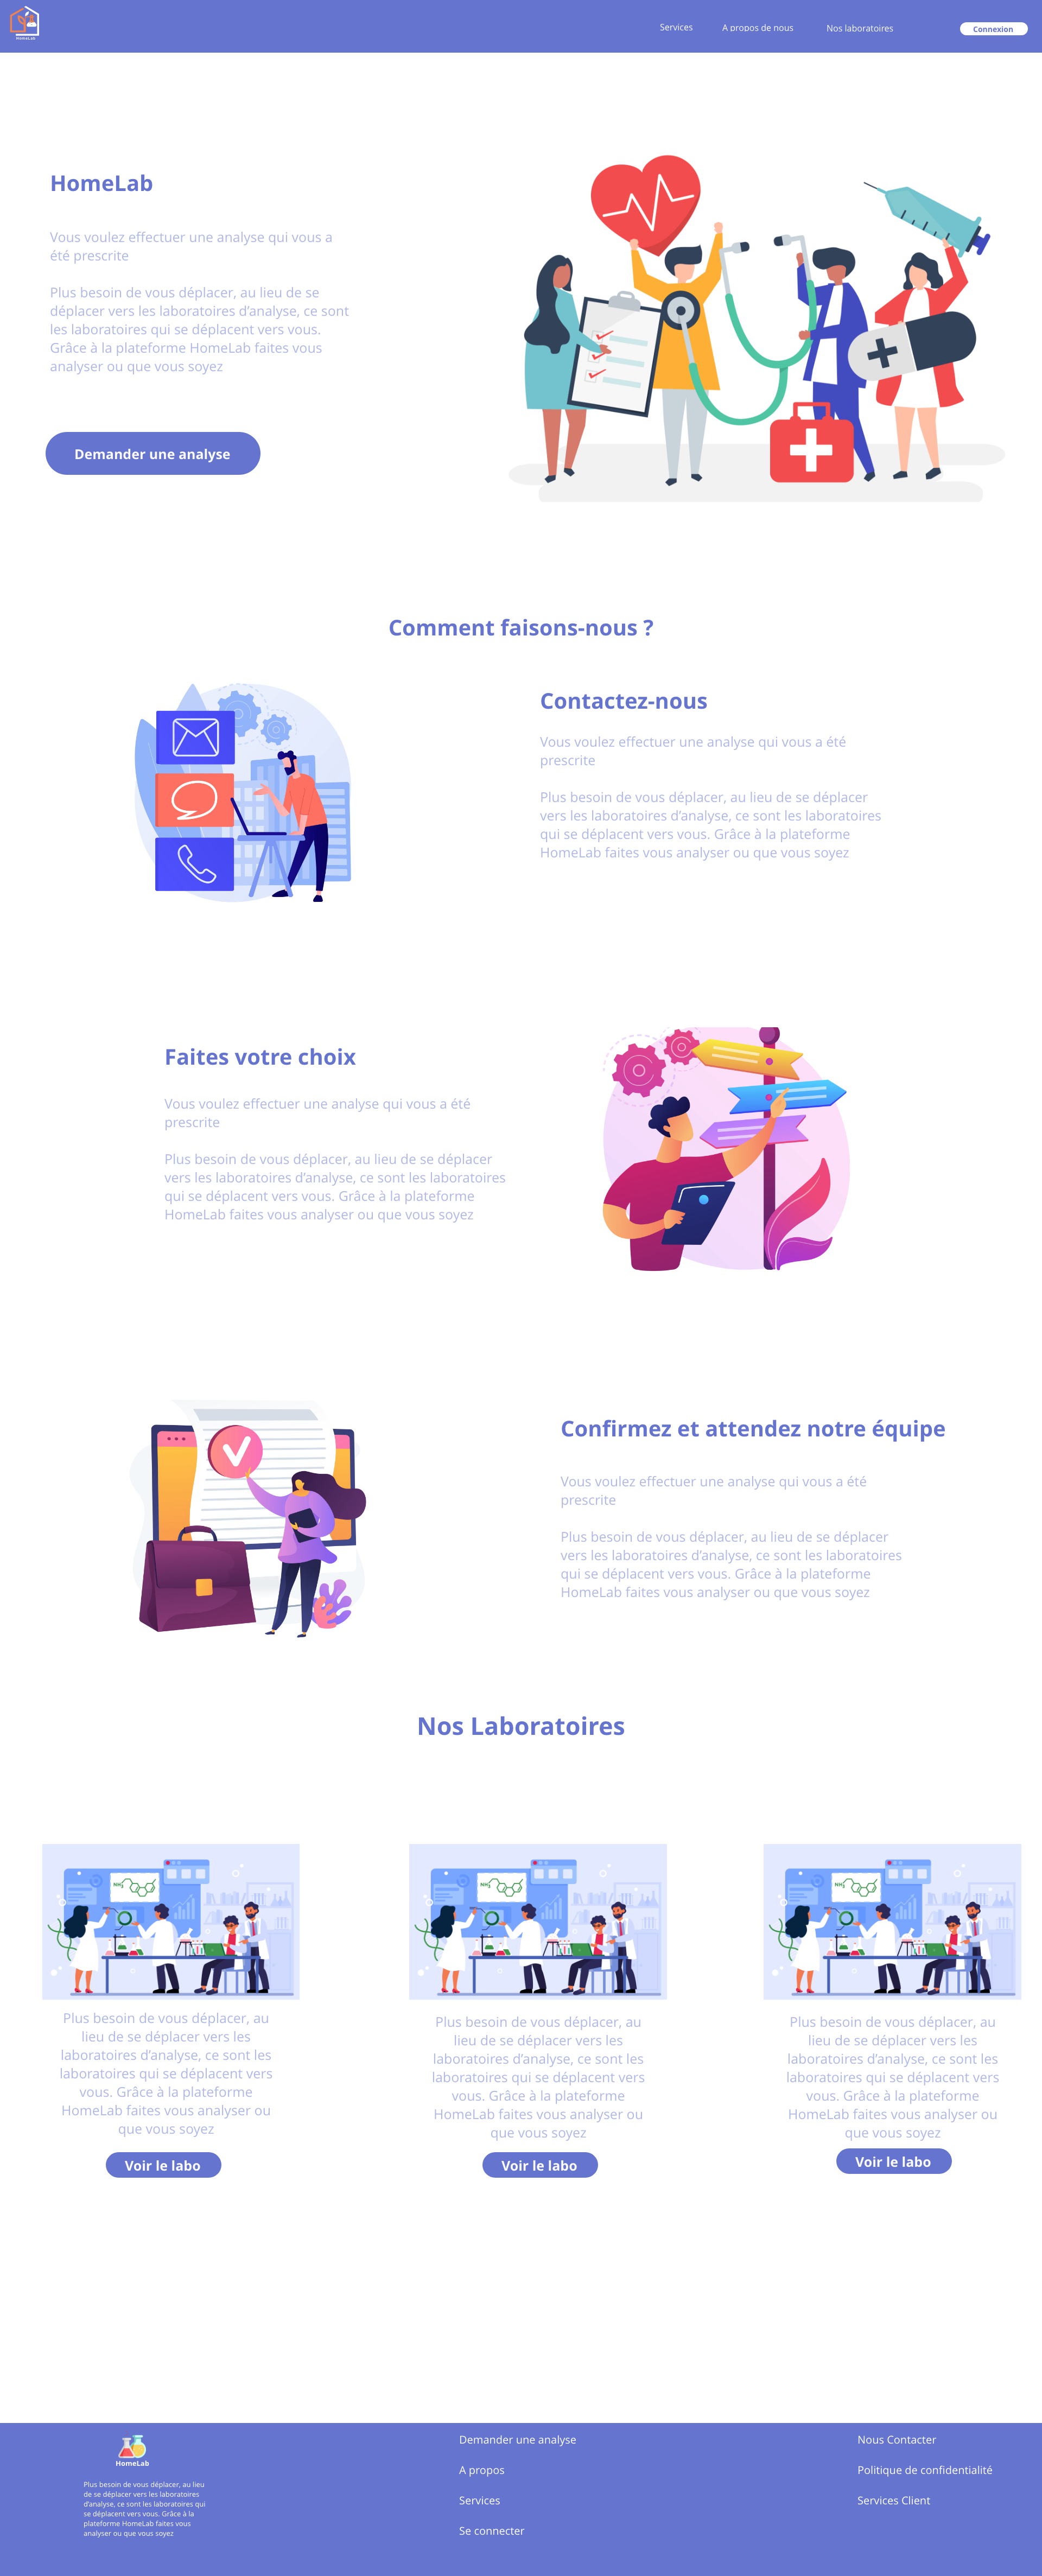 HomeLab
Services
A propos de nous
Nos laboratoires
Connexion
HomeLab
Vous voulez effectuer une analyse qui vous a
été prescrite
Plus besoin de vous déplacer, au lieu de se
déplacer vers les laboratoires d’analyse, ce sont
les laboratoires qui se déplacent vers vous.
Grâce à la plateforme HomeLab faites vous
analyser ou que vous soyez
Demander une analyse
Comment faisons-nous ?
Contactez-nous
Vous voulez effectuer une analyse qui vous a été
prescrite
Plus besoin de vous déplacer, au lieu de se déplacer
vers les laboratoires d’analyse, ce sont les laboratoires
qui se déplacent vers vous. Grâce à la plateforme
HomeLab faites vous analyser ou que vous soyez
Faites votre choix
Vous voulez effectuer une analyse qui vous a été
prescrite
Plus besoin de vous déplacer, au lieu de se déplacer
vers les laboratoires d’analyse, ce sont les laboratoires
qui se déplacent vers vous. Grâce à la plateforme
HomeLab faites vous analyser ou que vous soyez
Confirmez et attendez notre équipe
Vous voulez effectuer une analyse qui vous a été
prescrite
Plus besoin de vous déplacer, au lieu de se déplacer
vers les laboratoires d’analyse, ce sont les laboratoires
qui se déplacent vers vous. Grâce à la plateforme
HomeLab faites vous analyser ou que vous soyez
Nos Laboratoires
NH2
Plus besoin de vous déplacer, au
lieu de se déplacer vers les
laboratoires d’analyse, ce sont les
laboratoires qui se déplacent vers
vous. Grâce à la plateforme
HomeLab faites vous analyser ou
que vous soyez
Voir le labo
NH2
Plus besoin de vous déplacer, au
lieu de se déplacer vers les
laboratoires d’analyse, ce sont les
laboratoires qui se déplacent vers
vous. Grâce à la plateforme
HomeLab faites vous analyser ou
que vous soyez
Voir le labo
NH2
Plus besoin de vous déplacer, au
lieu de se déplacer vers les
laboratoires d’analyse, ce sont les
laboratoires qui se déplacent vers
vous. Grâce à la plateforme
HomeLab faites vous analyser ou
que vous soyez
Voir le labo
HomeLab
Plus besoin de vous déplacer, au lieu
de se déplacer vers les laboratoires
d’analyse, ce sont les laboratoires qui
se déplacent vers vous. Grâce à la
plateforme HomeLab faites vous
analyser ou que vous soyez
Demander une analyse
A propos
Services
Se connecter
Nous Contacter
Politique de confidentialité
Services Client